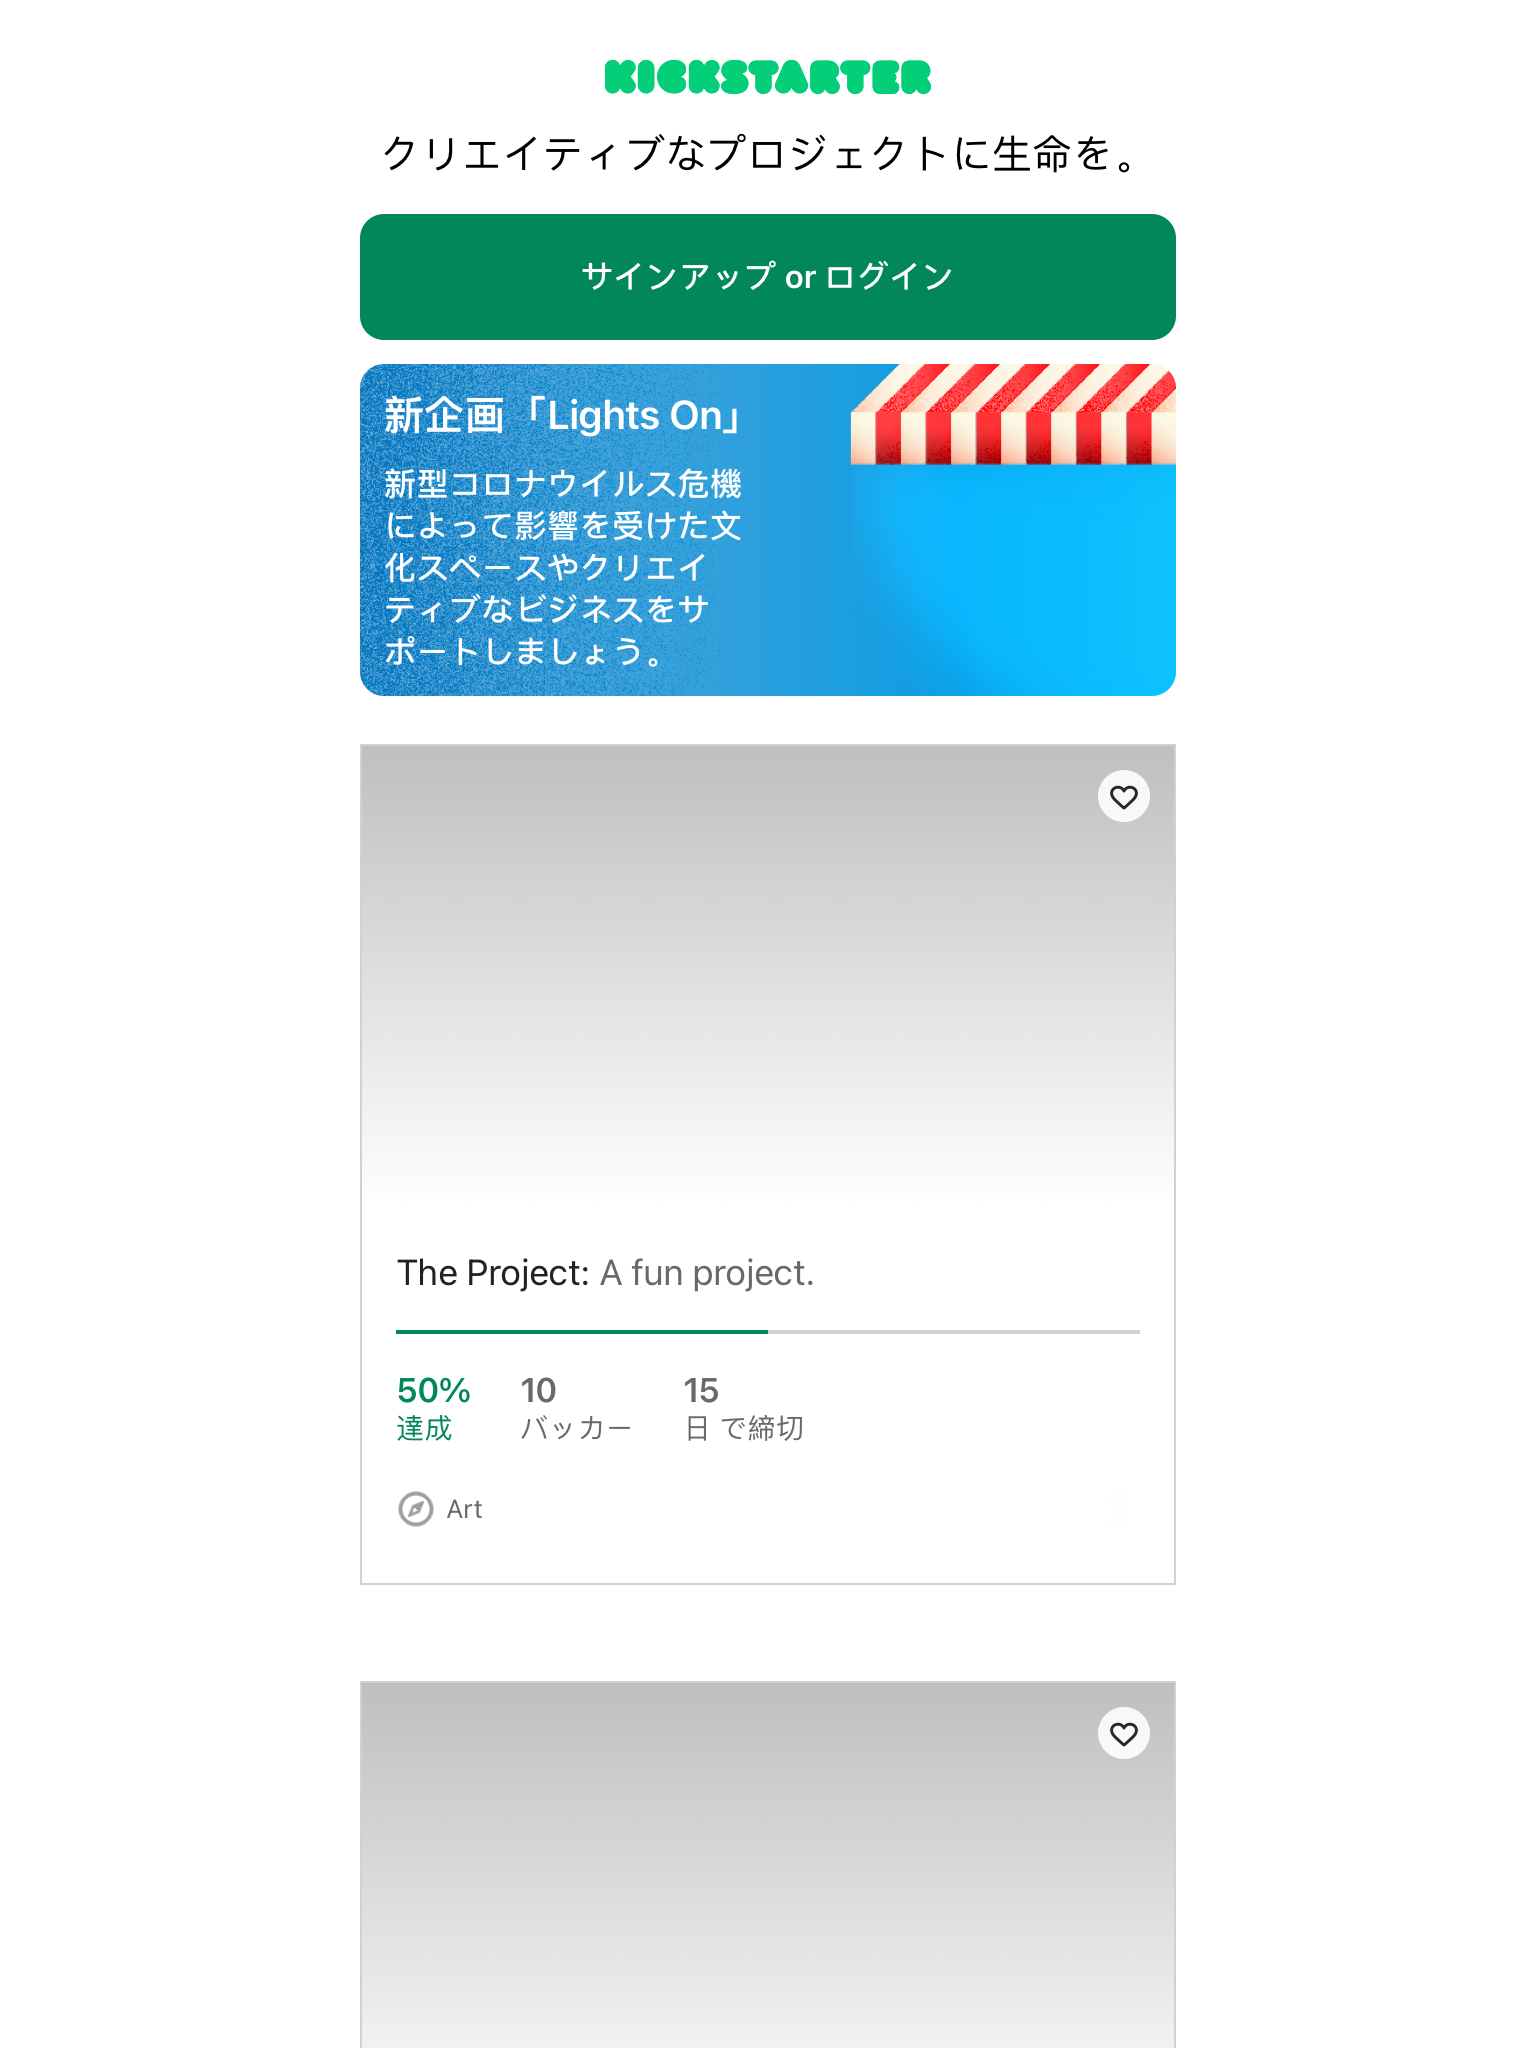 KICKSTARTER
クリエイティブなプロジェクトに生命を。
サインアップ or ログイン
新企画「Lights On」
新型コロナウイルス危機
によって影響を受けた文
化スペースやクリエイ
ティブなビジネスをサ
ポートしましょう。
The Project: A fun project.
50%
達成
10
バッカー
15
日 で締切
Art